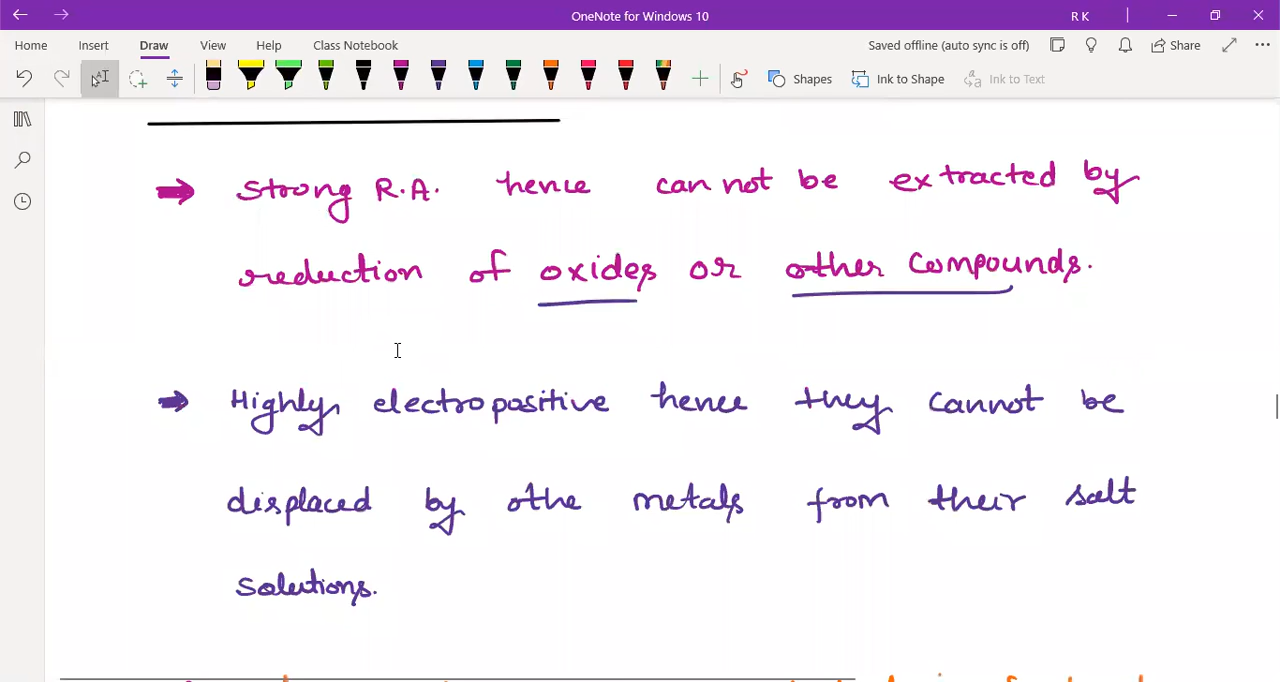 OneNote for Windows 10
R K
Home Insert Draw View Help Class Notebook
Saved offline (auto sync is off) Share
Shapes Ink to Shape Ink to Text
Strong R.A. hence can not be extracted by
reduction of oxides or other compounds.
Highly electropositive hence they cannot be
displaced by othe metals from their salt
solutions.